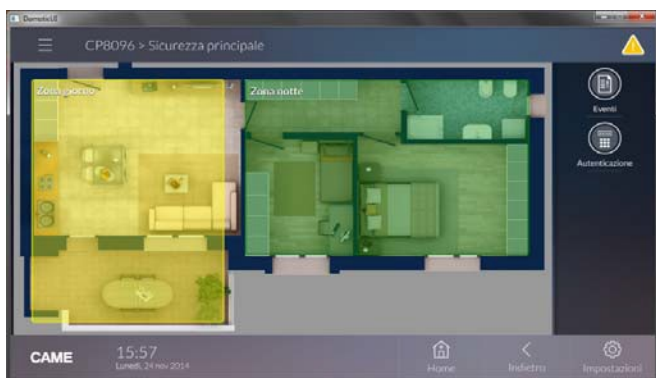 DomoticUI
CP8096 > Sicurezza principale
Zona giorno
Zona notte
Eventi
Autenticazione
CAME
15:57
Lunedì, 24 nov 2014
Home
Indietro
Impostazioni